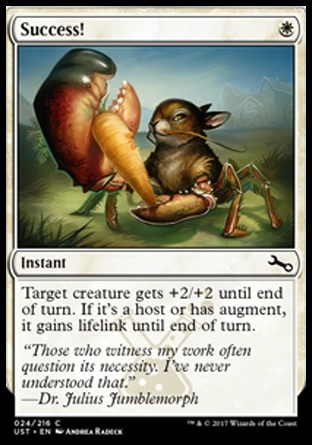 Success!
Instant
Target creature gets +2/+2 until end
of turn. If it's a host or has augment,
it gains lifelink until end of turn.
"Those who witness my work often
question its necessity. I've never
understood that."
—Dr. Julius Jumblemorph
024/216 C
UST • EN ANDREA RADECK
™ & © 2017 Wizards of the Coast